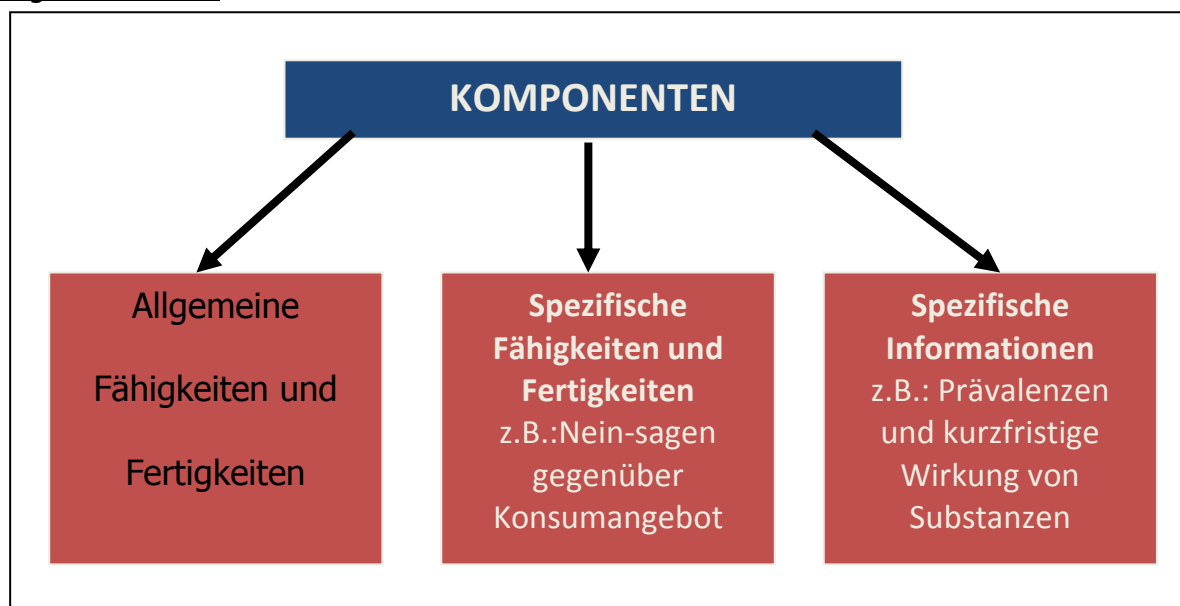 KOMPONENTEN
Allgemeine
Fähigkeiten und
Fertigkeiten
Spezifische
Fähigkeiten und
Fertigkeiten
z.B.:Nein-sagen
gegenüber
Konsumangebot
Spezifische
Informationen
z.B.: Prävalenzen
und kurzfristige
Wirkung von
Substanzen